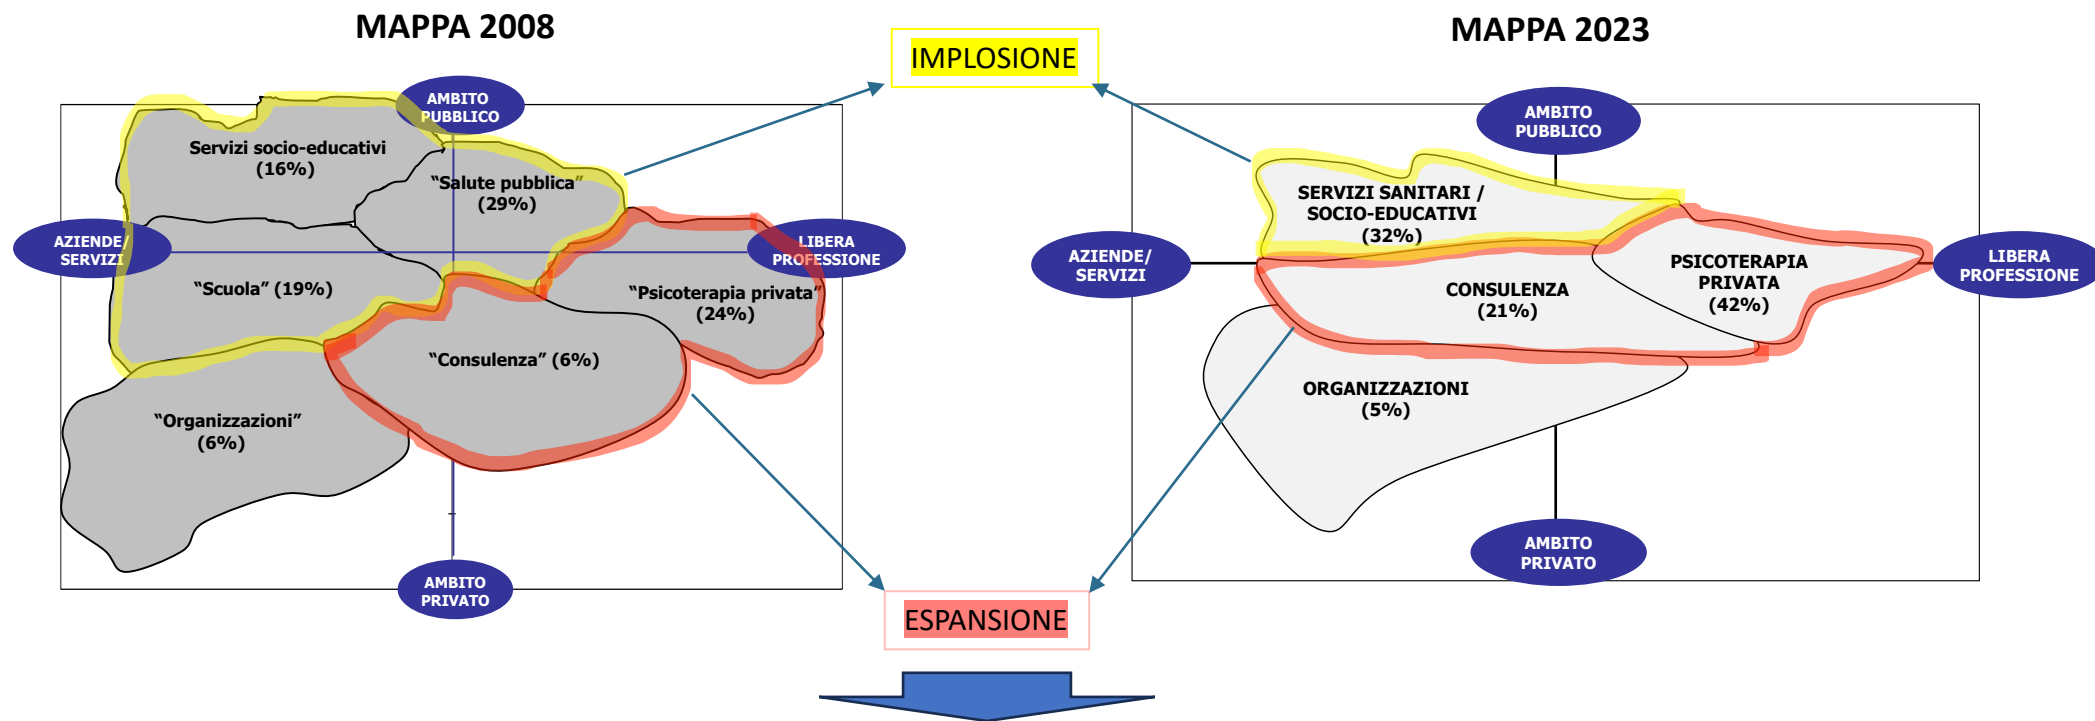 MAPPA 2008
IMPLOSIONE
MAPPA 2023
AMBITO
PUBBLICO
Servizi socio-educativi
(16%)
“Salute pubblica”
(29%)
AZIENDE/
SERVIZI
LIBERA
PROFESSIONE
“Scuola” (19%)
“Psicoterapia privata”
(24%)
“Consulenza” (6%)
“Organizzazioni”
(6%)
AMBITO
PRIVATO
AMBITO
PUBBLICO
SERVIZI SANITARI /
SOCIO-EDUCATIVI
(32%)
AZIENDE/
SERVIZI
PSICOTERAPIA
PRIVATA
(42%)
LIBERA
PROFESSIONE
CONSULENZA
(21%)
ORGANIZZAZIONI
(5%)
AMBITO
PRIVATO
ESPANSIONE